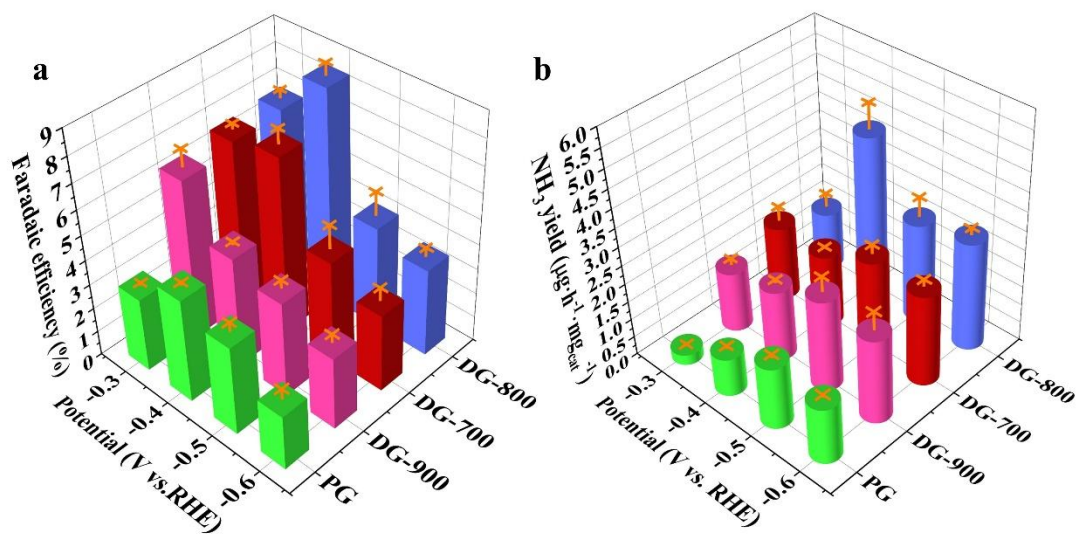 a
Faradaic efficiency (%)
9
8
7
6
5
4
3
2
1
0
-0.3
-0.4
-0.5
-0.6
Potential (V vs.RHE)
PG
DG-900
DG-700
DG-800
b
NH₃ yield (μg·h⁻¹·mg_cat⁻¹)
6.0
5.5
5.0
4.5
4.0
3.5
3.0
2.5
2.0
1.5
1.0
0.5
0.0
-0.3
-0.4
-0.5
-0.6
Potential (V vs. RHE)
PG
DG-900
DG-700
DG-800